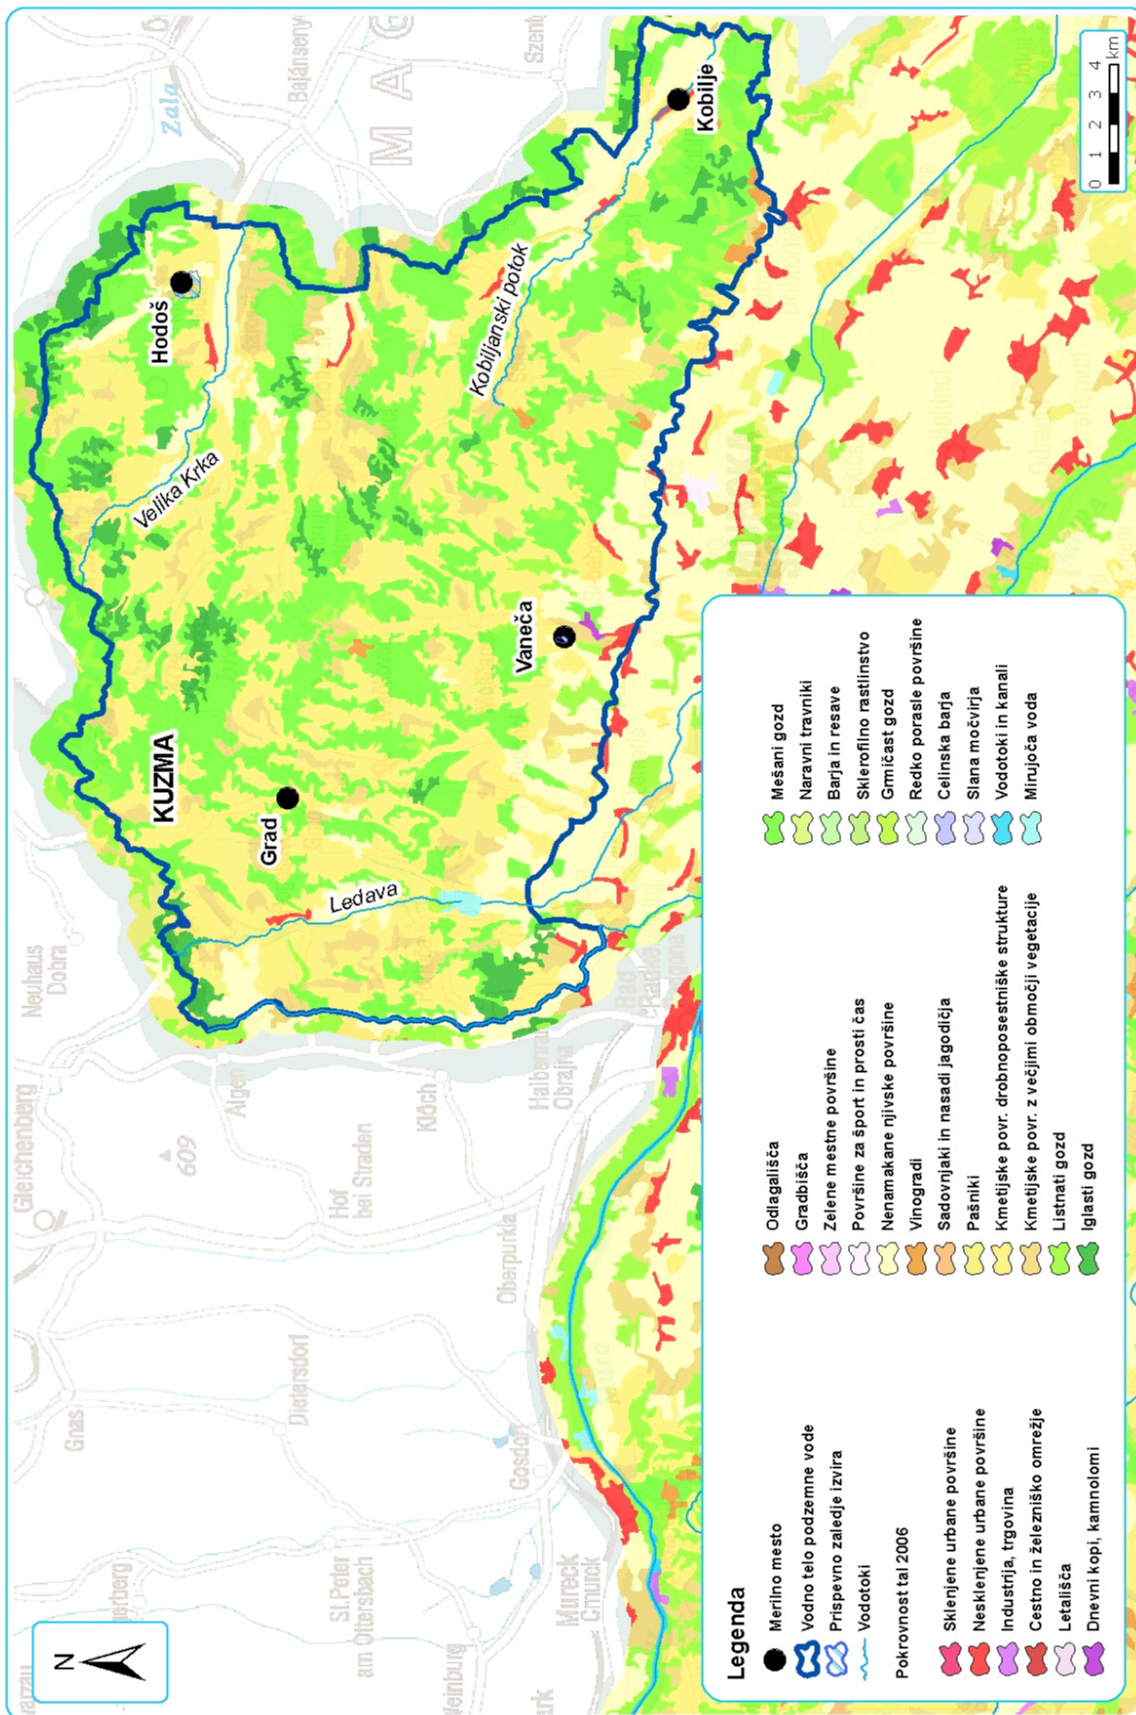 N
Gnas
Gleichenberg
Neuhaus
Dobra
Zala
Bajánsenye
Szent
M A
609
Aigen
Dietersdorf
Hof
bei Straden
Klöch
St.Peter
am Ottersbach
Gosdorf
Oberpurkla
Halbenrain
Obrajna
Mureck
Cmurek
KUZMA
Grad
Ledava
Velika Krka
Hodoš
Vaneča
Kobiljanski potok
Kobilje
0 1 2 3 4
km
Legenda
Merilno mesto
Vodno telo podzemne vode
Prispevno zaledje izvira
Vodotoki
Pokrovnost tal 2006
Sklenjene urbane površine
Nesklenjene urbane površine
Industrija, trgovina
Cestno in železniško omrežje
Letališča
Dnevni kopi, kamnolomi
Odlagališča
Gradbišča
Zelene mestne površine
Površine za šport in prosti čas
Nenamakane njivske površine
Vinogradi
Sadovnjaki in nasadi jagodičja
Pašniki
Kmetijske povr. drobnoposestniške strukture
Kmetijske povr. z večjimi območji vegetacije
Listnati gozd
Iglasti gozd
Mešani gozd
Naravni travniki
Barja in resave
Sklerofilno rastlinstvo
Grmičast gozd
Redko porasle površine
Celinska barja
Slana močvirja
Vodotoki in kanali
Mirujoča voda